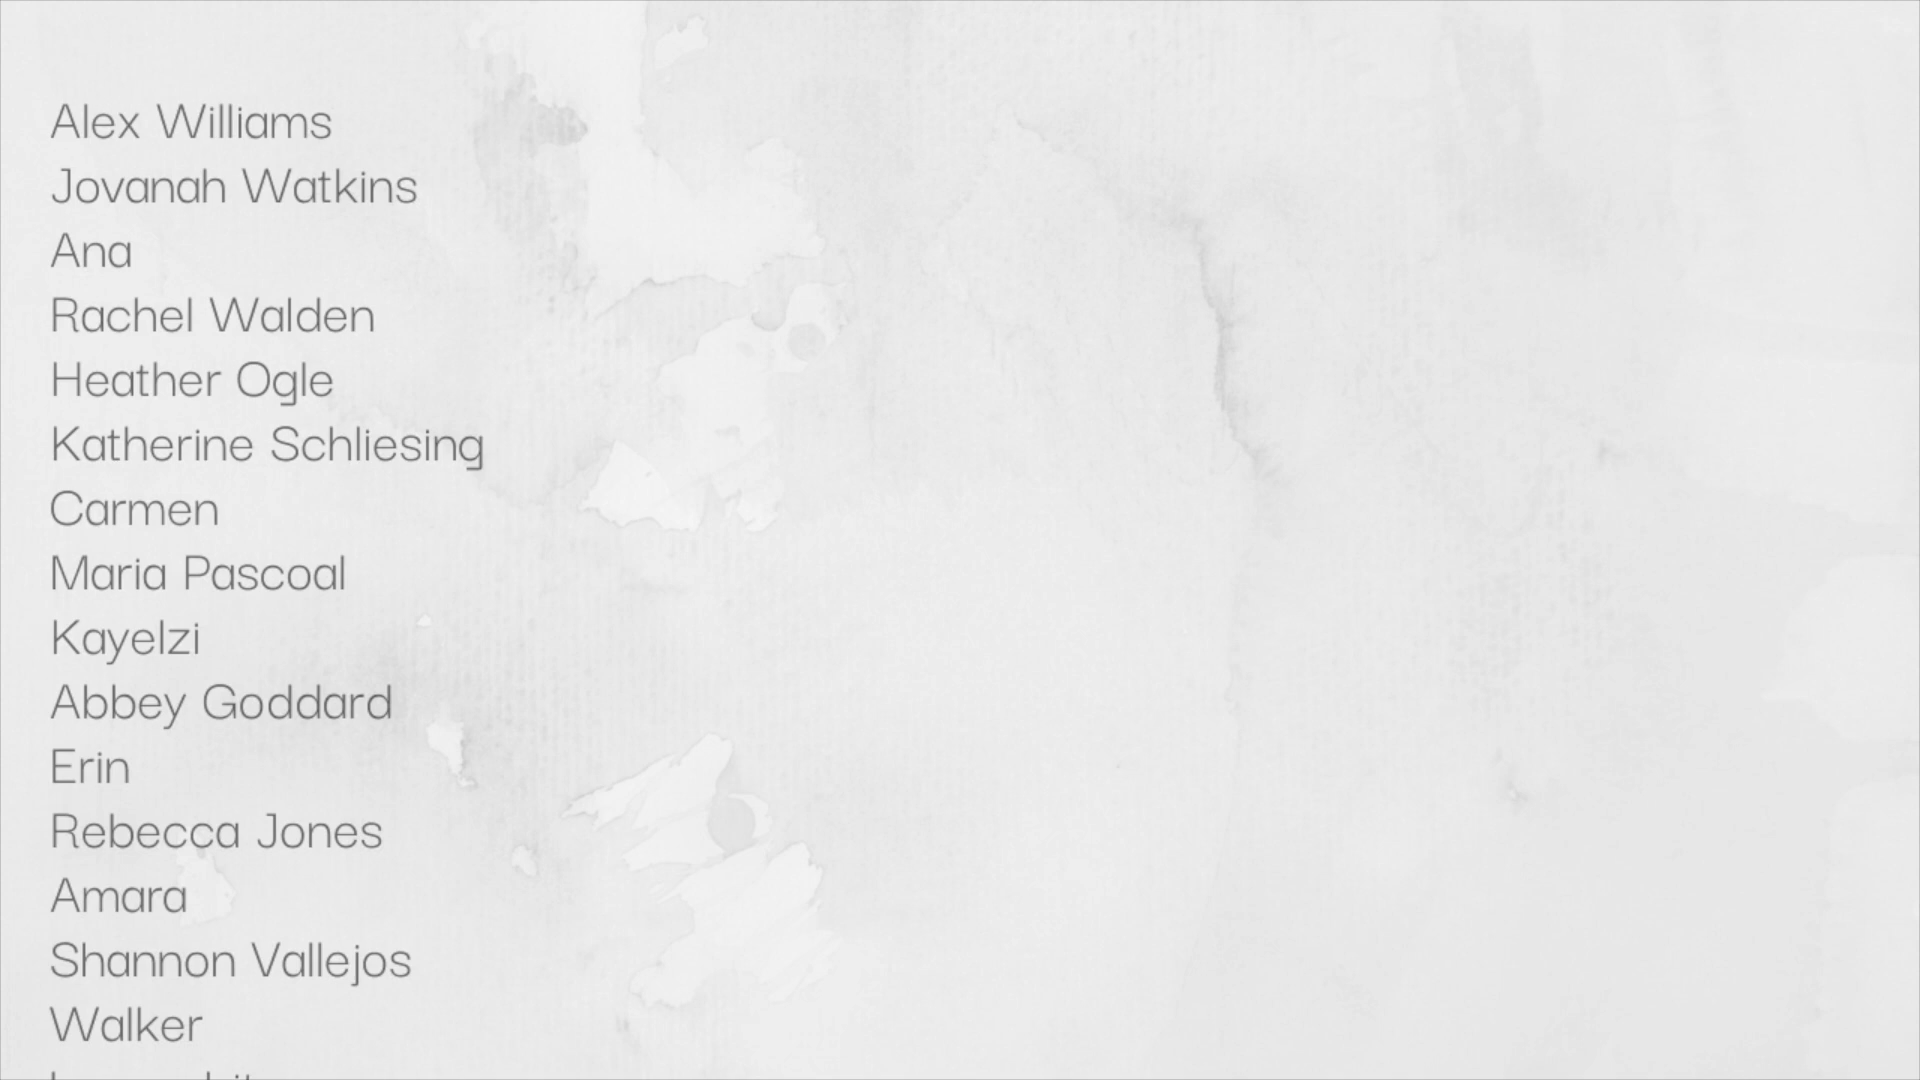 Alex Williams
Jovanah Watkins
Ana
Rachel Walden
Heather Ogle
Katherine Schliesing
Carmen
Maria Pascoal
Kayelzi
Abbey Goddard
Erin
Rebecca Jones
Amara
Shannon Vallejos
Walker